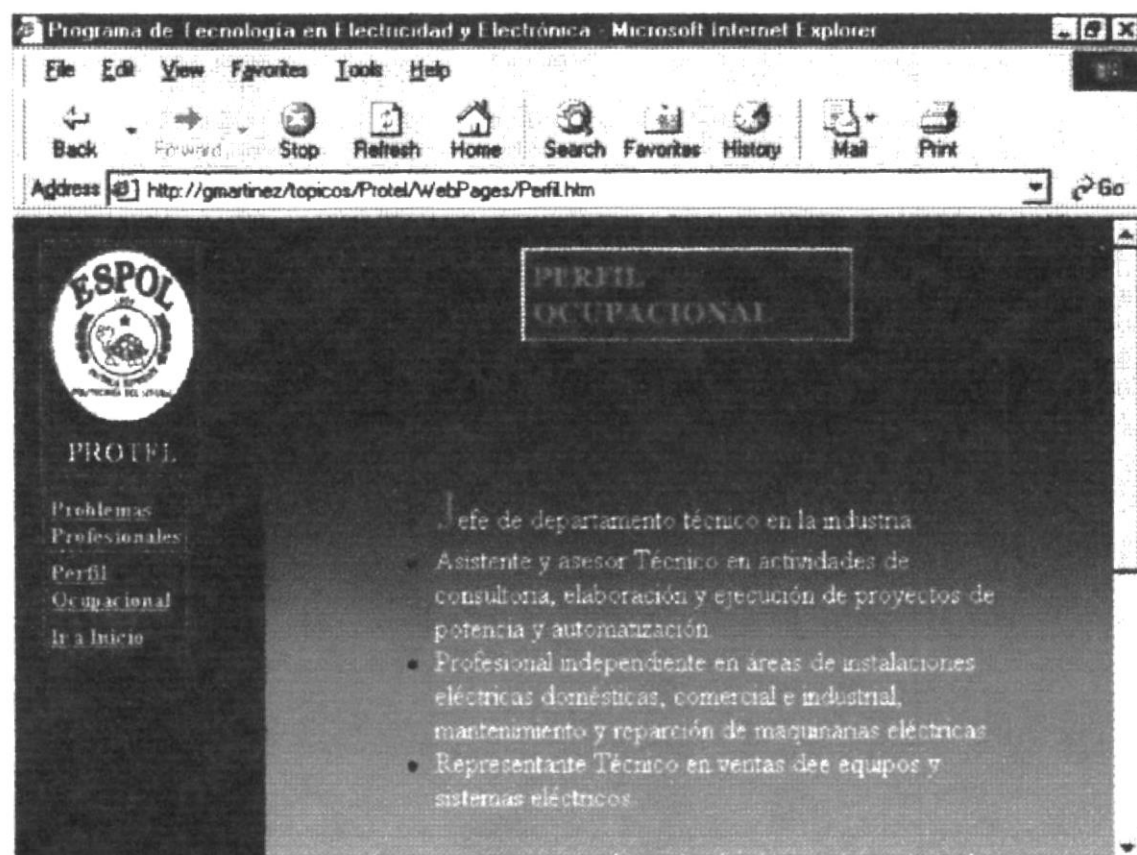 Programa de Tecnología en Electricidad y Electrónica - Microsoft Internet Explorer
File Edit View Favorites Tools Help
Back Forward Stop Refresh Home Search Favorites History Mail Print
Address http://gmartinez/topicos/Protel/WebPages/Perfil.htm Go
ESPOL
POLITECNICA DEL LITORAL
PERFIL
OCUPACIONAL
PROTEL
Problemas
Profesionales
Perfil
Ocupacional
Ir a Inicio
Jefe de departamento técnico en la industria
Asistente y asesor Técnico en actividades de
consultoria, elaboración y ejecución de proyectos de
potencia y automatización.
Profesional independiente en áreas de instalaciones
eléctricas domésticas, comercial e industrial,
mantenimiento y reparción de maquinarias eléctricas
Representante Técnico en ventas dee equipos y
sistemas eléctricos.